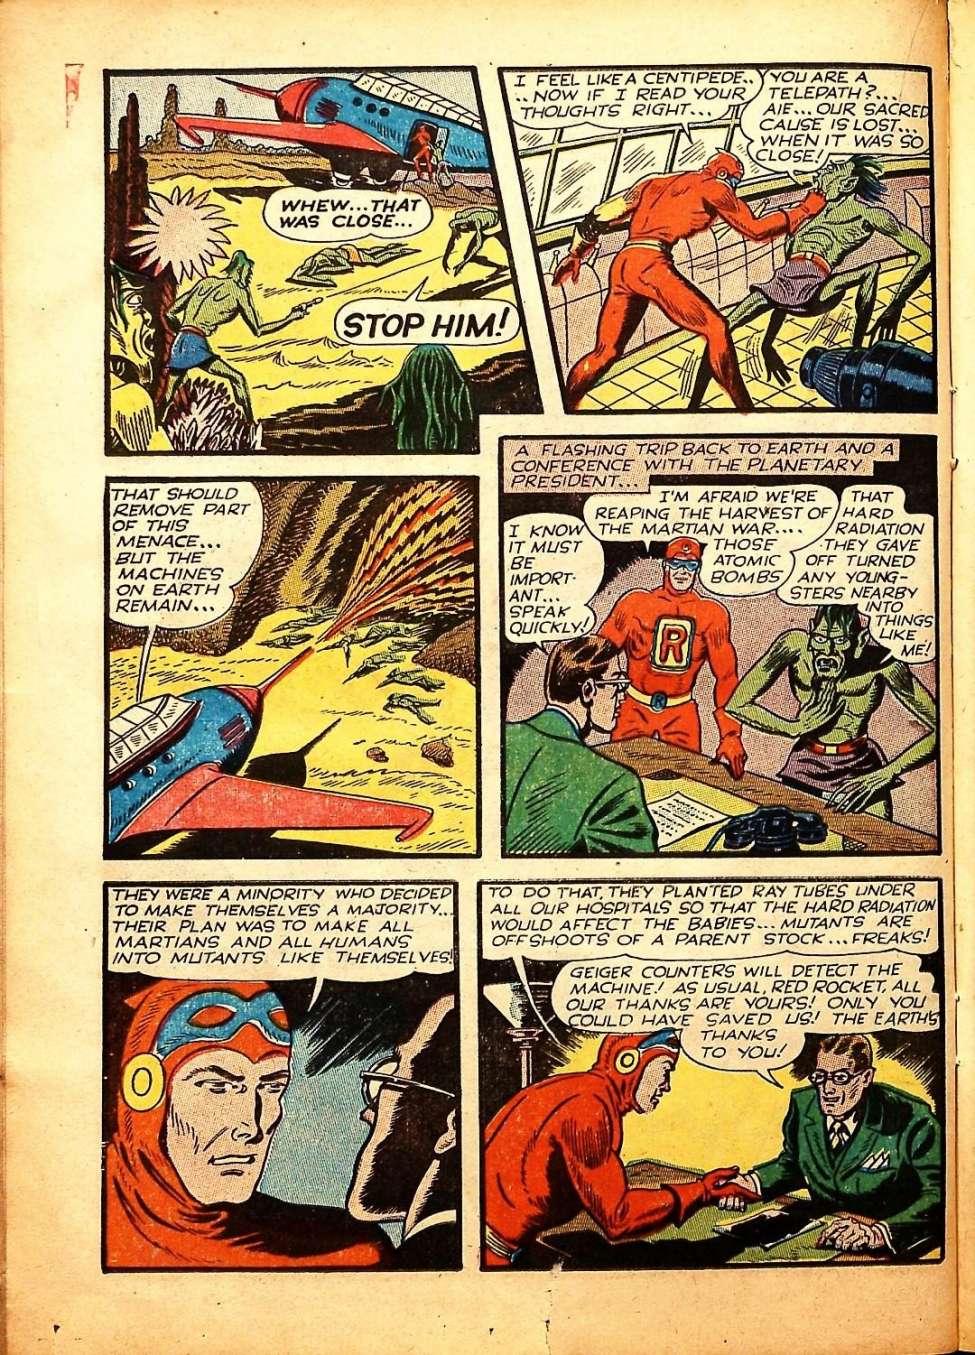 WHEW...THAT
WAS CLOSE...
STOP HIM!
I FEEL LIKE A CENTIPEDE..
..NOW IF I READ YOUR
THOUGHTS RIGHT...
YOU ARE A
TELEPATH?...
AIE...OUR SACRED
CAUSE IS LOST...
WHEN IT WAS SO
CLOSE!
THAT SHOULD
REMOVE PART
OF THIS
MENACE...
BUT THE
MACHINES
ON EARTH
REMAIN...
A FLASHING TRIP BACK TO EARTH AND A
CONFERENCE WITH THE PLANETARY
PRESIDENT...
I KNOW
IT MUST
BE
IMPORT-
ANT...
SPEAK
QUICKLY!
I'M AFRAID WE'RE
REAPING THE HARVEST OF
THE MARTIAN WAR....
THOSE
ATOMIC
BOMBS
THAT
HARD
RADIATION
THEY GAVE
OFF TURNED
ANY YOUNG-
STERS NEARBY
INTO
THINGS
LIKE
ME!
R
R
THEY WERE A MINORITY WHO DECIDED
TO MAKE THEMSELVES A MAJORITY...
THEIR PLAN WAS TO MAKE ALL
MARTIANS AND ALL HUMANS
INTO MUTANTS LIKE THEMSELVES!
TO DO THAT, THEY PLANTED RAY TUBES UNDER
ALL OUR HOSPITALS SO THAT THE HARD RADIATION
WOULD AFFECT THE BABIES... MUTANTS ARE
OFFSHOOTS OF A PARENT STOCK...FREAKS!
GEIGER COUNTERS WILL DETECT THE
MACHINE! AS USUAL, RED ROCKET, ALL
OUR THANKS ARE YOURS! ONLY YOU
COULD HAVE SAVED US! THE EARTH'S
THANKS
TO YOU!